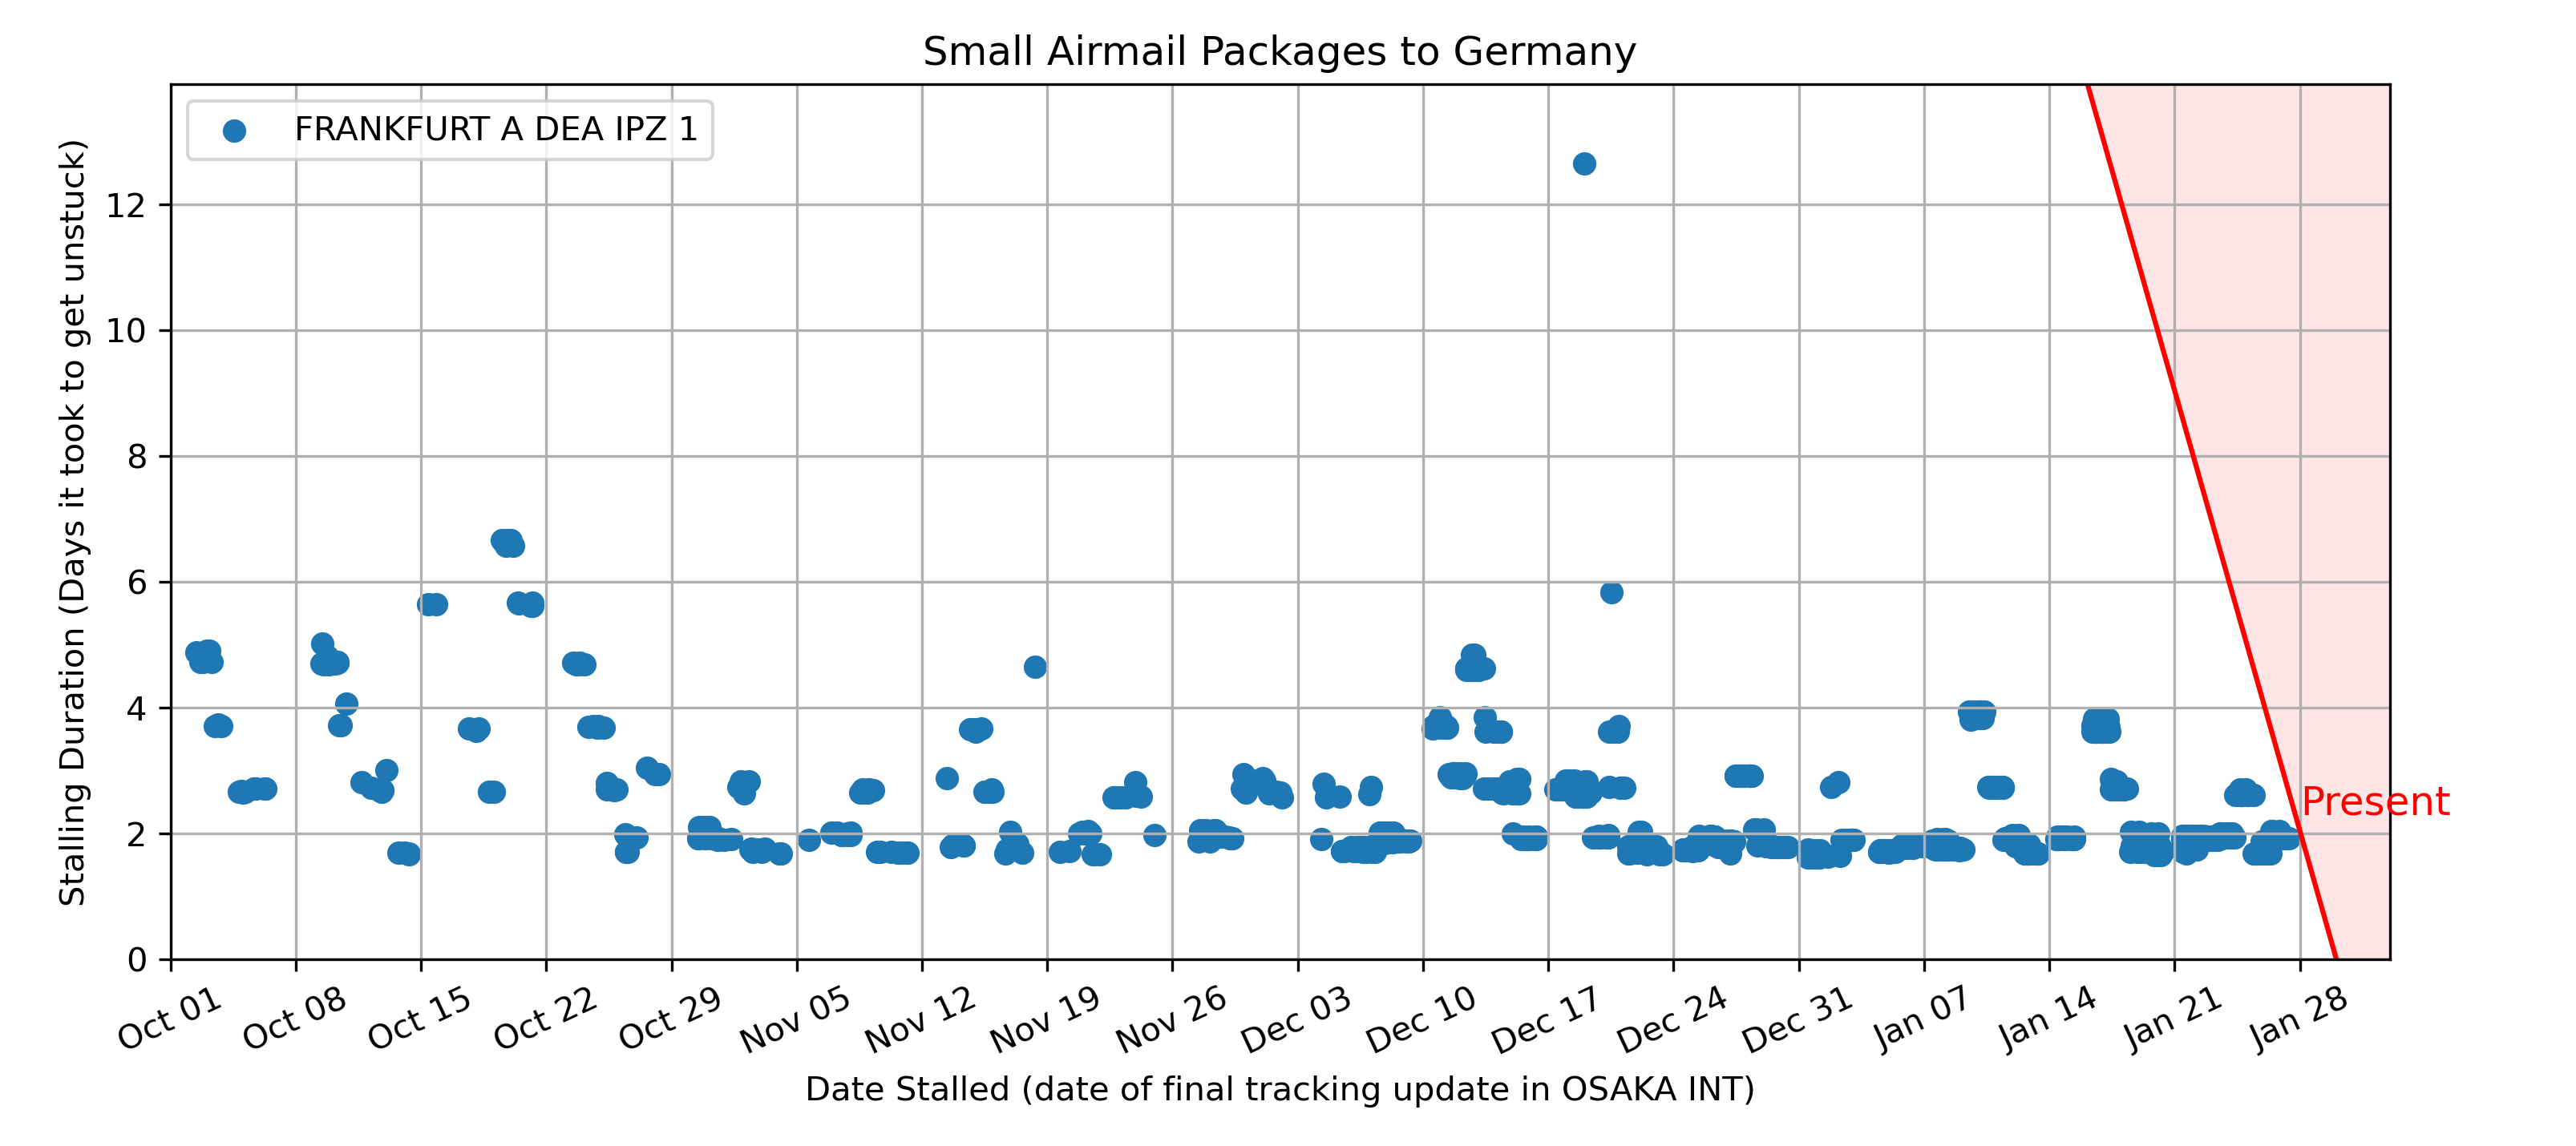 Small Airmail Packages to Germany
FRANKFURT A DEA IPZ 1
Stalling Duration (Days it took to get unstuck)
12
10
8
6
4
2
0
Present
Oct 01
Oct 08
Oct 15
Oct 22
Oct 29
Nov 05
Nov 12
Nov 19
Nov 26
Dec 03
Dec 10
Dec 17
Dec 24
Dec 31
Jan 07
Jan 14
Jan 21
Jan 28
Date Stalled (date of final tracking update in OSAKA INT)